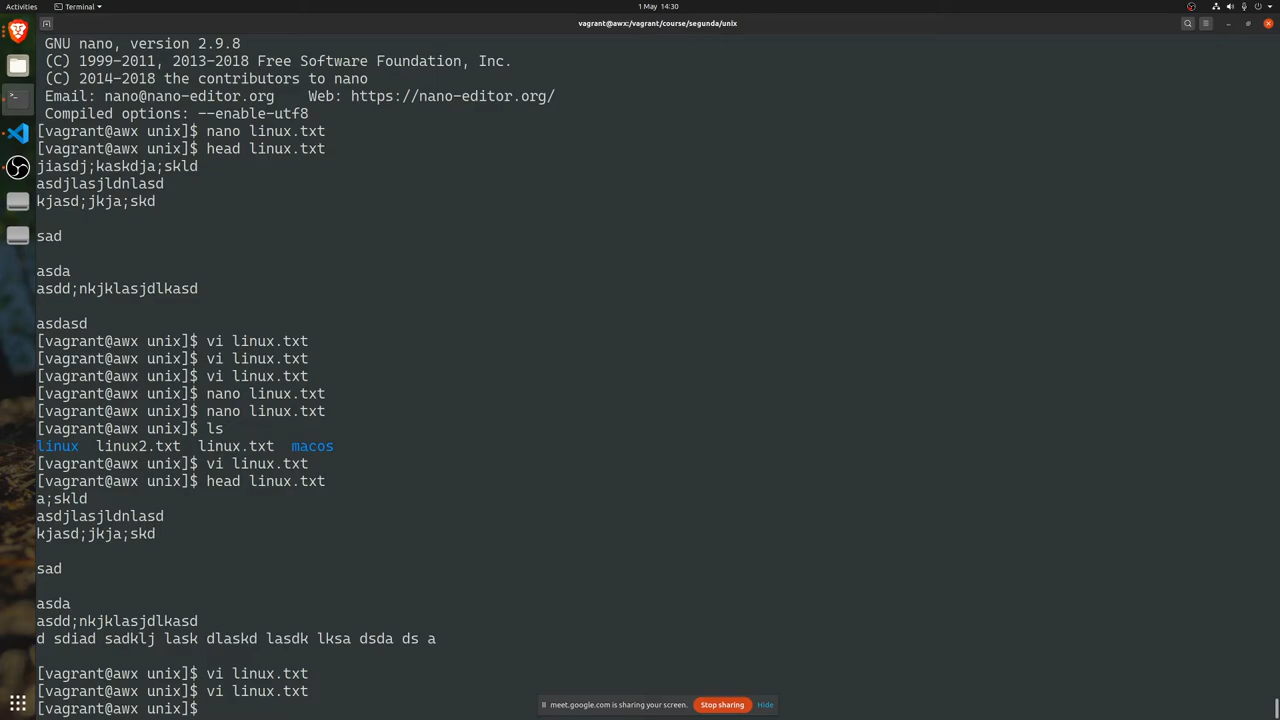 Activities
Terminal
1 May 14:30
vagrant@awx:/vagrant/course/segunda/unix
GNU nano, version 2.9.8
(C) 1999-2011, 2013-2018 Free Software Foundation, Inc.
(C) 2014-2018 the contributors to nano
Email: nano@nano-editor.org    Web: https://nano-editor.org/
Compiled options: --enable-utf8
[vagrant@awx unix]$ nano linux.txt
[vagrant@awx unix]$ head linux.txt
jiasdj;kaskdja;skld
asdjlasjldnlasd
kjasd;jkja;skd
sad
asda
asdd;nkjklasjdlkasd
asdasd
[vagrant@awx unix]$ vi linux.txt
[vagrant@awx unix]$ vi linux.txt
[vagrant@awx unix]$ vi linux.txt
[vagrant@awx unix]$ nano linux.txt
[vagrant@awx unix]$ nano linux.txt
[vagrant@awx unix]$ ls
linux  linux2.txt  linux.txt  macos
[vagrant@awx unix]$ vi linux.txt
[vagrant@awx unix]$ head linux.txt
a;skld
asdjlasjldnlasd
kjasd;jkja;skd
sad
asda
asdd;nkjklasjdlkasd
d sdiad sadklj lask dlaskd lasdk lksa dsda ds a
[vagrant@awx unix]$ vi linux.txt
[vagrant@awx unix]$ vi linux.txt
[vagrant@awx unix]$
meet.google.com is sharing your screen.
Stop sharing
Hide